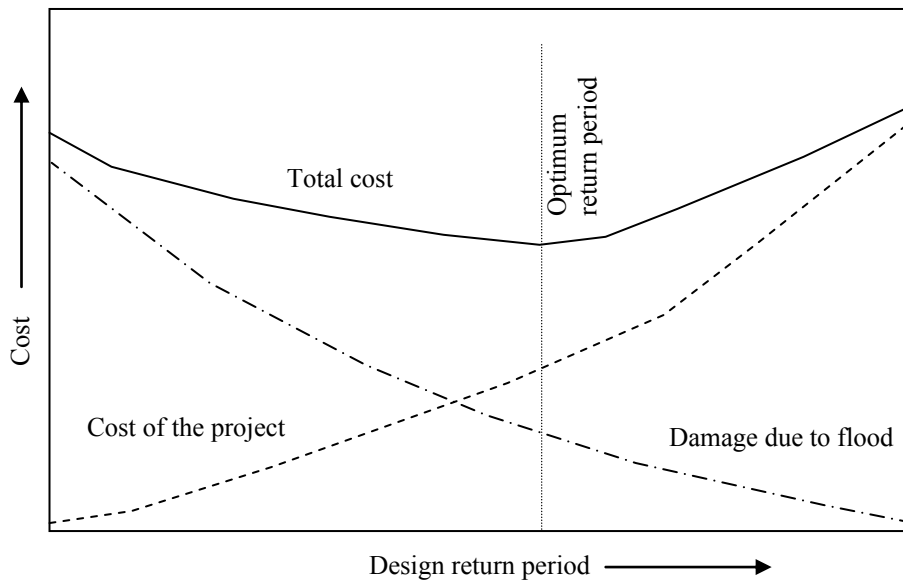 Optimum
return period
Total cost
Cost
Cost of the project
Damage due to flood
Design return period